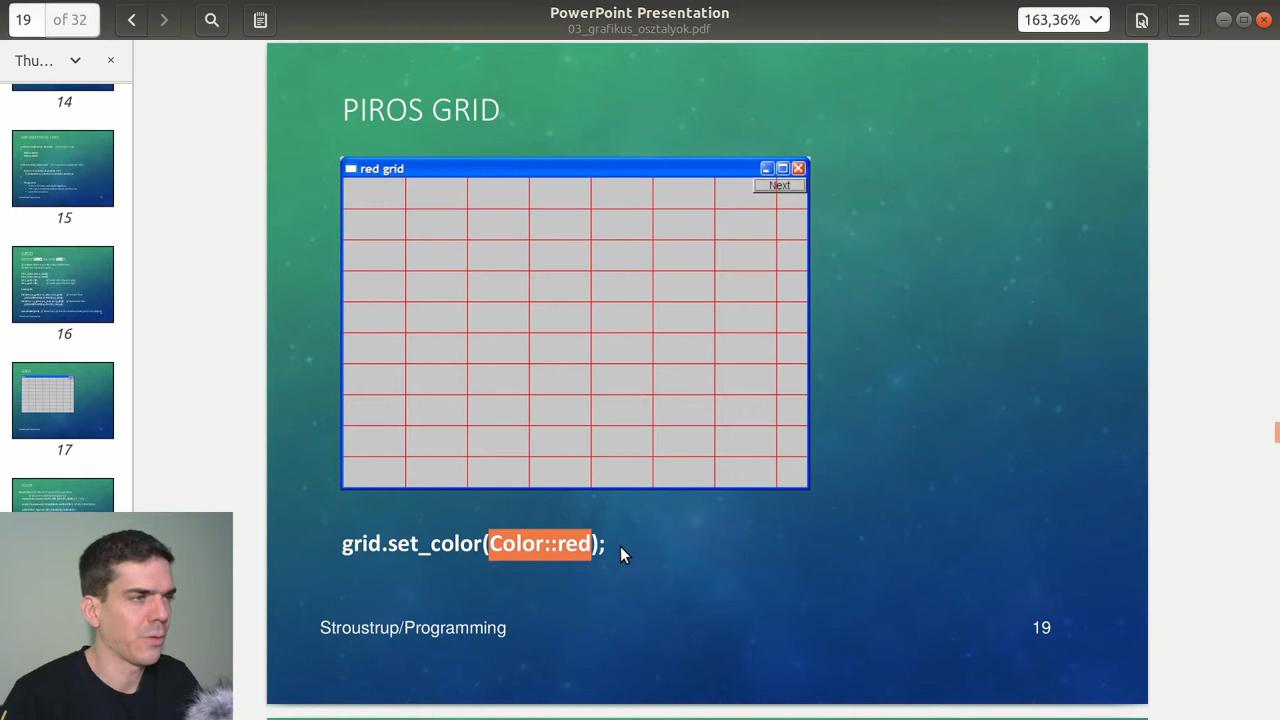 19
of 32
PowerPoint Presentation
03_grafikus_osztalyok.pdf
163,36%
Thu...
14
15
16
17
GRID
PIROS GRID
red grid
Next
grid.set_color(Color::red);
Stroustrup/Programming
19